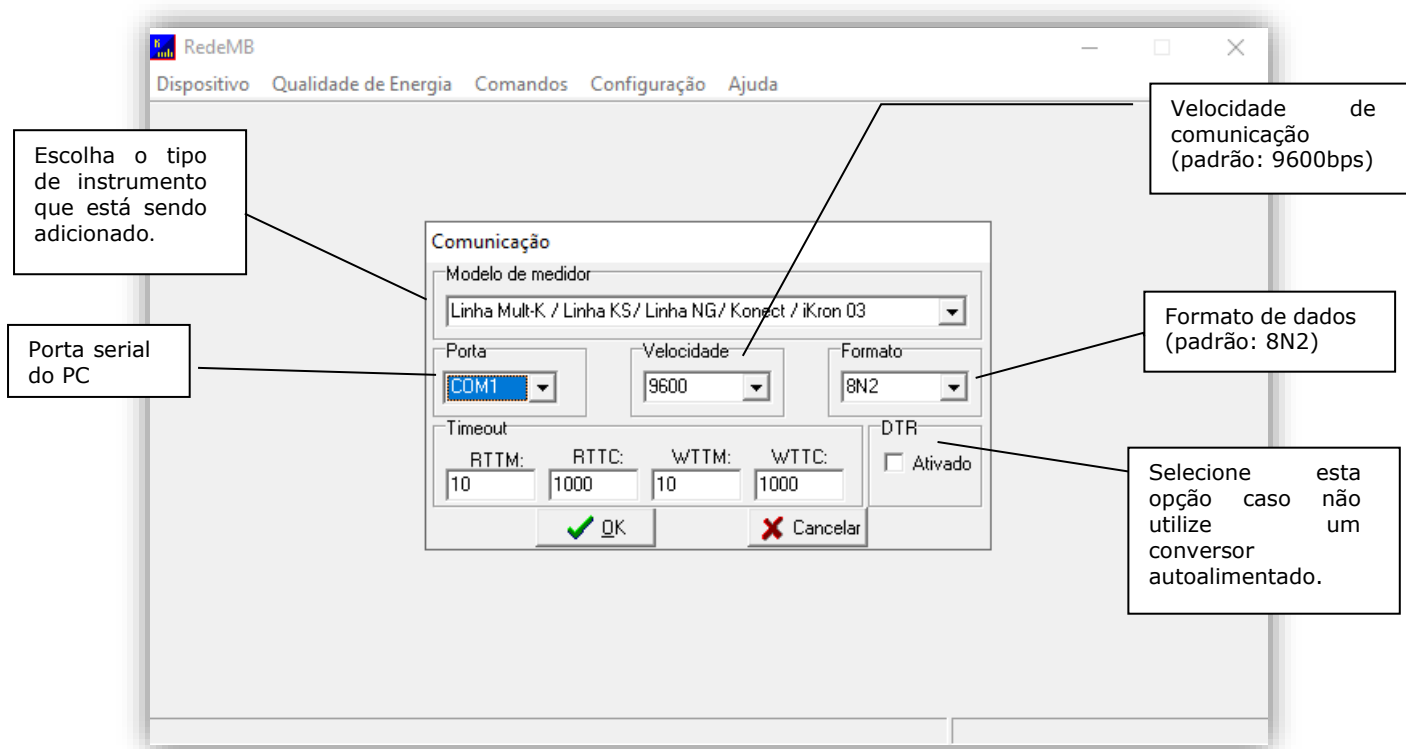 RedeMB
Dispositivo Qualidade de Energia Comandos Configuração Ajuda
Velocidade de
comunicação
(padrão: 9600bps)
Escolha o tipo
de instrumento
que está sendo
adicionado.
Comunicação
Modelo de medidor
Linha Mult-K / Linha KS/ Linha NG/ Konect / iKron 03
Formato de dados
(padrão: 8N2)
Porta serial
do PC
Porta Velocidade Formato
COM1 9600 8N2
Timeout DTR
RTTM: RTTC: WTTM: WTTC:
Ativado
10 1000 10 1000
OK Cancelar
Selecione esta
opção caso não
utilize um
conversor
autoalimentado.